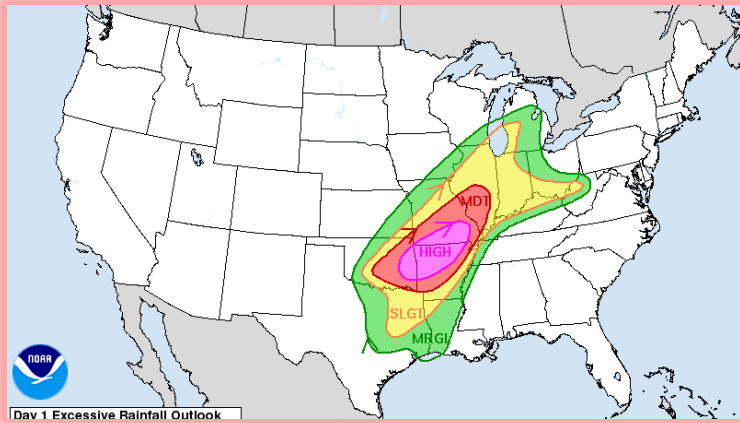 MDT
HIGH
SLGT
MRGL
NOAA
Day 1 Excessive Rainfall Outlook